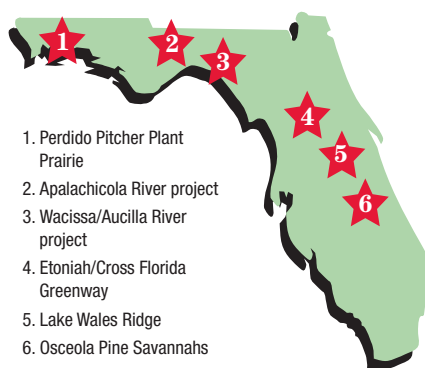 1
2
3
4
5
6
1. Perdido Pitcher Plant
Prairie
2. Apalachicola River project
3. Wacissa/Aucilla River
project
4. Etoniah/Cross Florida
Greenway
5. Lake Wales Ridge
6. Osceola Pine Savannahs